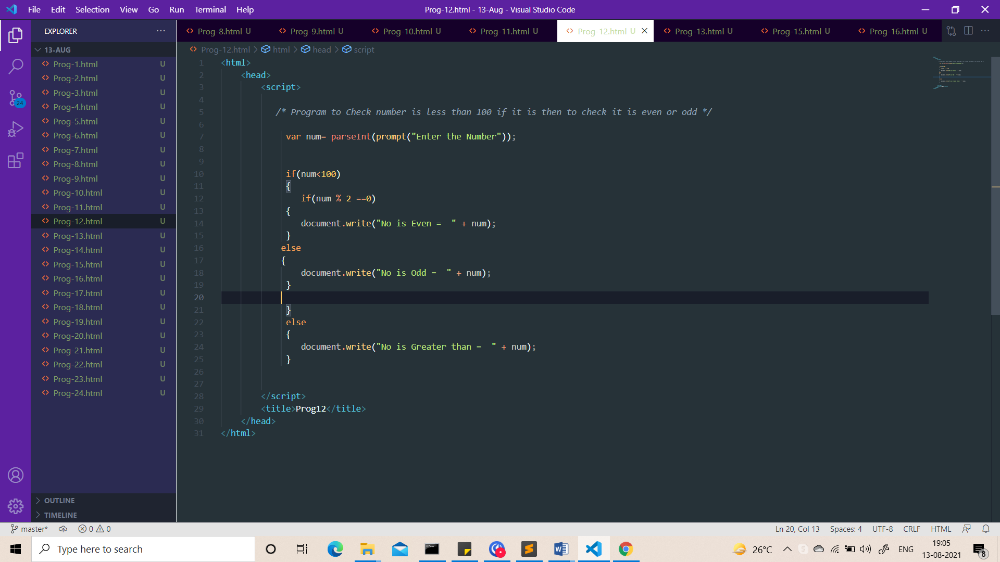 File Edit Selection View Go Run Terminal Help
Prog-12.html - 13-Aug - Visual Studio Code
EXPLORER
Prog-8.html U Prog-9.html U Prog-10.html U Prog-11.html U Prog-12.html U Prog-13.html U Prog-15.html U Prog-16.html U
13-AUG
Prog-1.html U
Prog-2.html U
Prog-3.html U
Prog-4.html U
Prog-5.html U
Prog-6.html U
Prog-7.html U
Prog-8.html U
Prog-9.html U
Prog-10.html U
Prog-11.html U
Prog-12.html U
Prog-13.html U
Prog-14.html U
Prog-15.html U
Prog-16.html U
Prog-17.html U
Prog-18.html U
Prog-19.html U
Prog-20.html U
Prog-21.html U
Prog-22.html U
Prog-23.html U
Prog-24.html U
OUTLINE
TIMELINE
24
Prog-12.html > html > head > script
1 <html>
2 <head>
3 <script>
4
5 /* Program to Check number is less than 100 if it is then to check it is even or odd */
6
7 var num= parseInt(prompt("Enter the Number"));
8
9
10 if(num<100)
11 {
12 if(num % 2 ==0)
13 {
14 document.write("No is Even =  " + num);
15 }
16 else
17 {
18 document.write("No is Odd =  " + num);
19 }
20
21 }
22 else
23 {
24 document.write("No is Greater than =  " + num);
25 }
26
27
28 </script>
29 <title>Prog12</title>
30 </head>
31 </html>
master* 0 0
Ln 20, Col 13 Spaces: 4 UTF-8 CRLF HTML
Type here to search
26°C ENG
19:05
13-08-2021
8